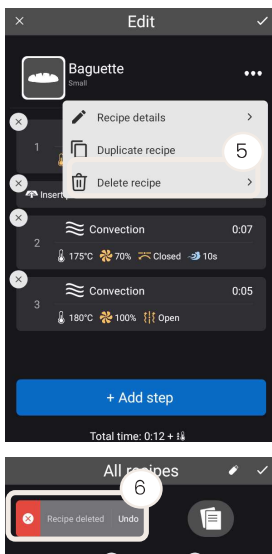 Edit
Baguette
Small
Recipe details
1
Duplicate recipe
5
Delete recipe
Insert
Convection 0:07
2
175°C 70% Closed 10s
Convection 0:05
3
180°C 100% Open
+ Add step
Total time: 0:12 +
All recipes
6
Recipe deleted Undo